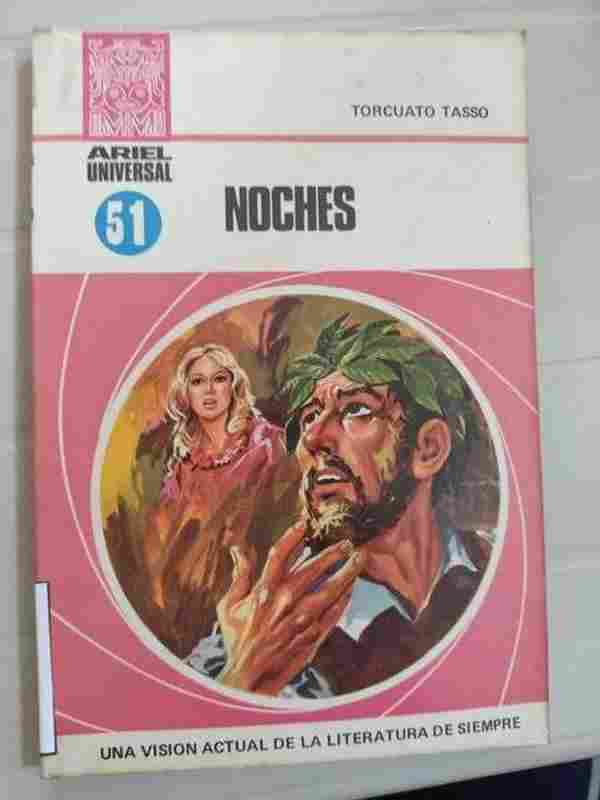 TORCUATO TASSO
ARIEL
UNIVERSAL
51
NOCHES
UNA VISION ACTUAL DE LA LITERATURA DE SIEMPRE